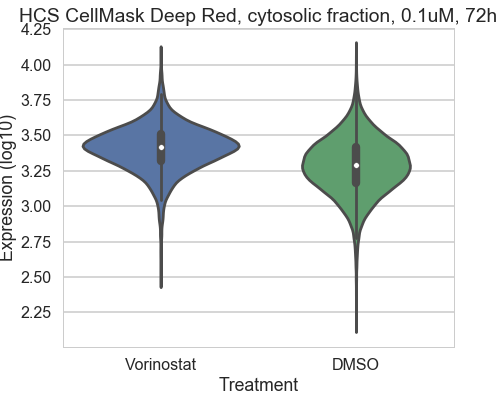 HCS CellMask Deep Red, cytosolic fraction, 0.1uM, 72h
4.25
4.00
3.75
3.50
3.25
3.00
2.75
2.50
2.25
Expression (log10)
Vorinostat DMSO
Treatment